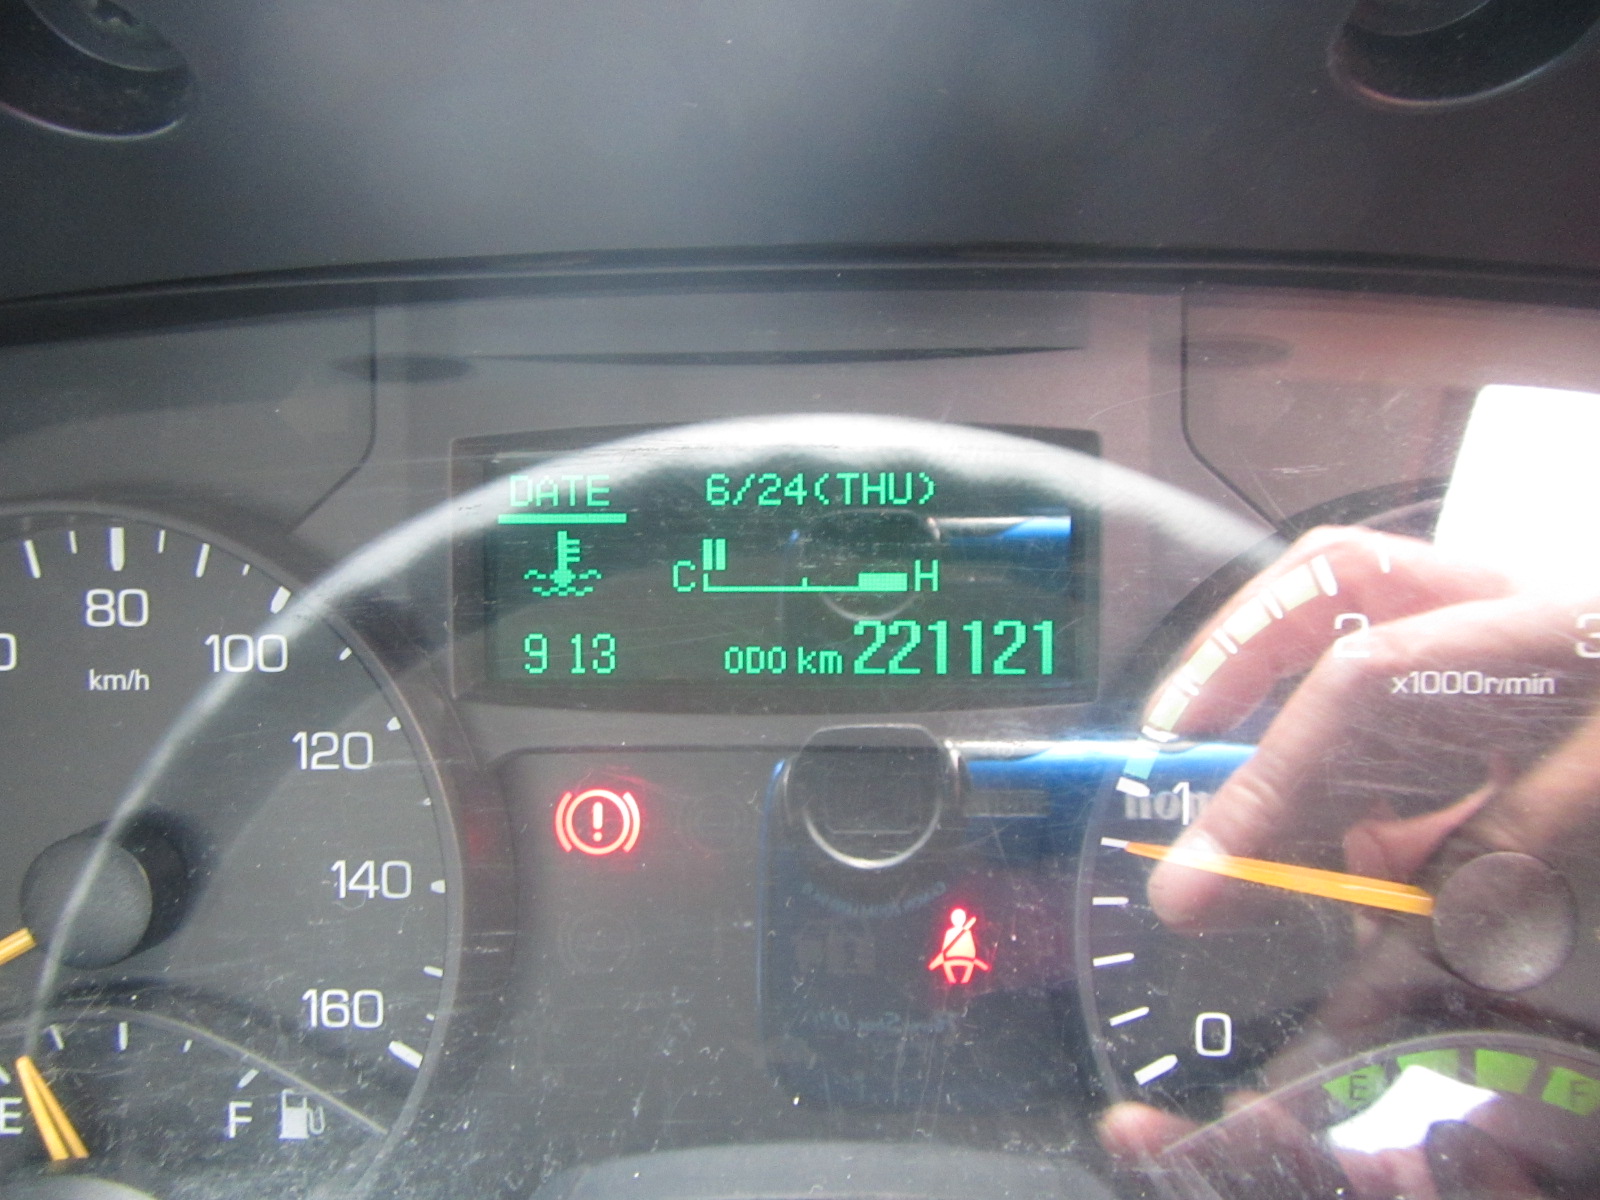 DATE 6/24(THU)
C H
9 13 ODO km 221121
80
100
km/h
120
140
160
E F
2
3
x1000r/min
1
0
E F